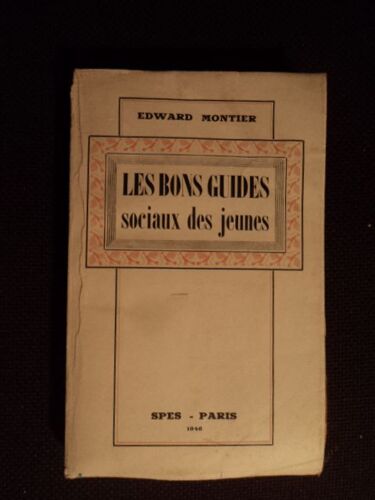 EDWARD MONTIER
LES BONS GUIDES
sociaux des jeunes
SPES - PARIS
1946